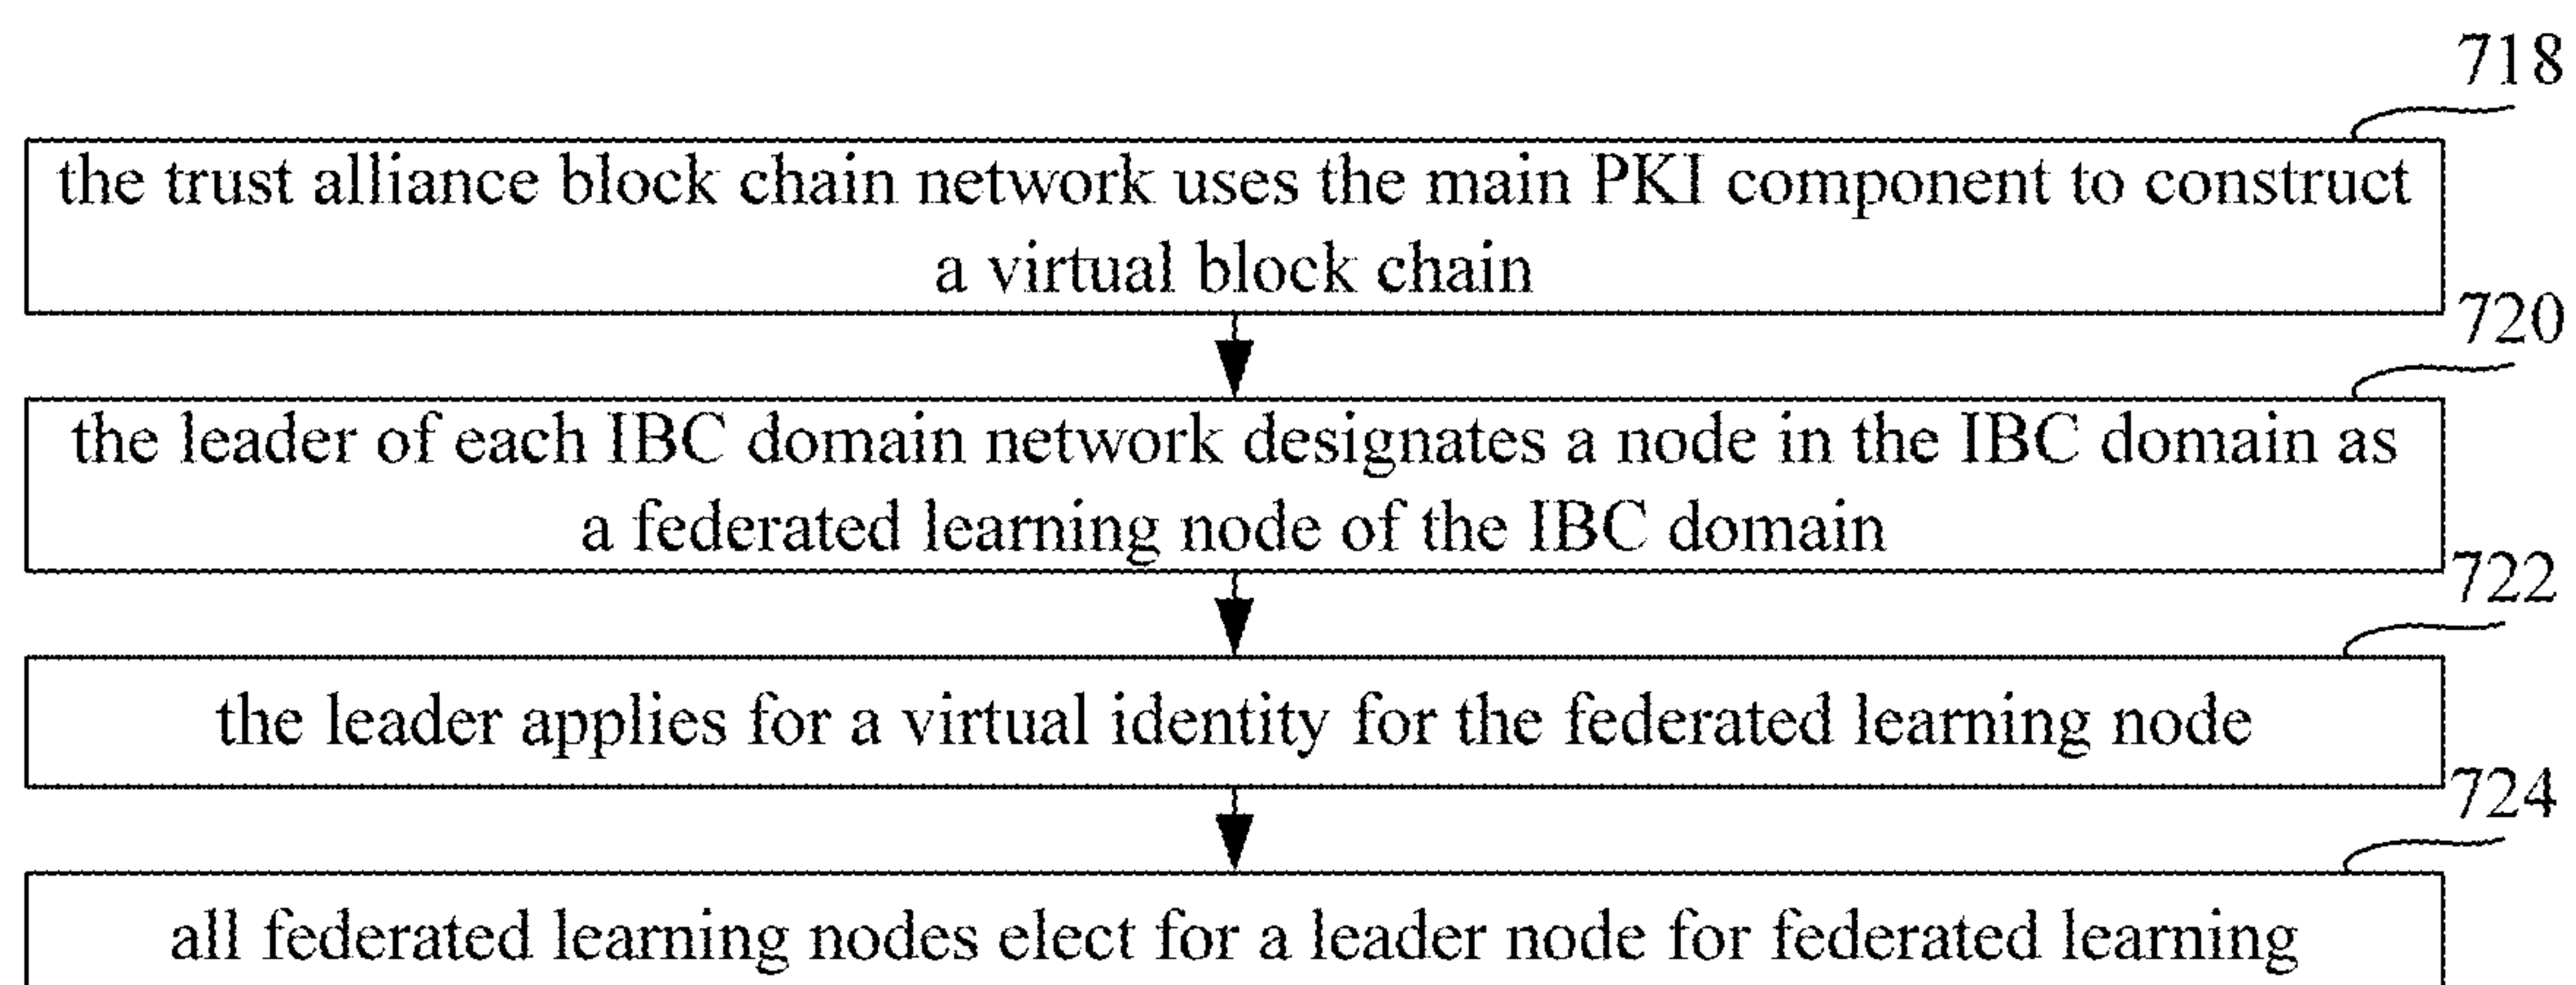 718
the trust alliance block chain network uses the main PKI component to construct
a virtual block chain
720
the leader of each IBC domain network designates a node in the IBC domain as
a federated learning node of the IBC domain
722
the leader applies for a virtual identity for the federated learning node
724
all federated learning nodes elect for a leader node for federated learning